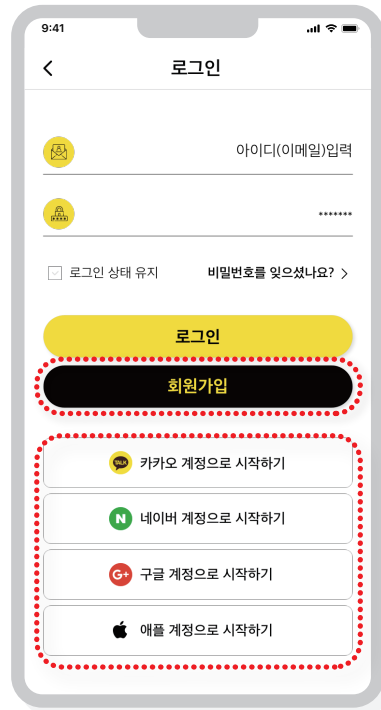 9:41
로그인
아이디(이메일)입력
*******
로그인 상태 유지
비밀번호를 잊으셨나요?
로그인
회원가입
TALK 카카오 계정으로 시작하기
N 네이버 계정으로 시작하기
G+ 구글 계정으로 시작하기
애플 계정으로 시작하기